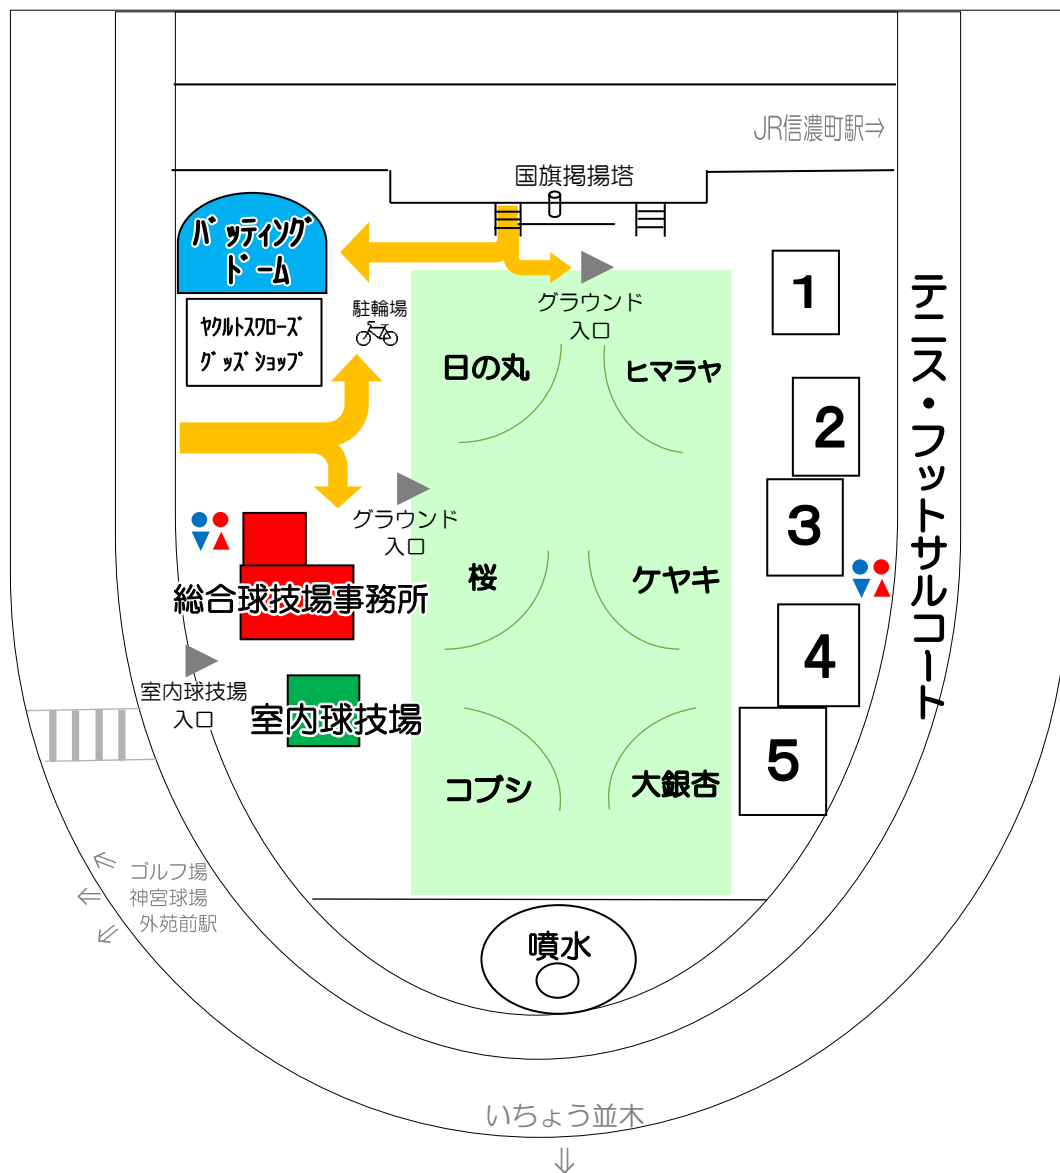 JR信濃町駅⇒
国旗掲揚塔
バッティング
ドーム
ヤクルトスワローズ
グッズショップ
駐輪場
グラウンド
入口
日の丸
ヒマラヤ
1
2
3
4
5
テニス・フットサルコート
グラウンド
入口
総合球技場事務所
桜
ケヤキ
室内球技場
入口
室内球技場
コブシ
大銀杏
ゴルフ場
神宮球場
外苑前駅
噴水
いちょう並木